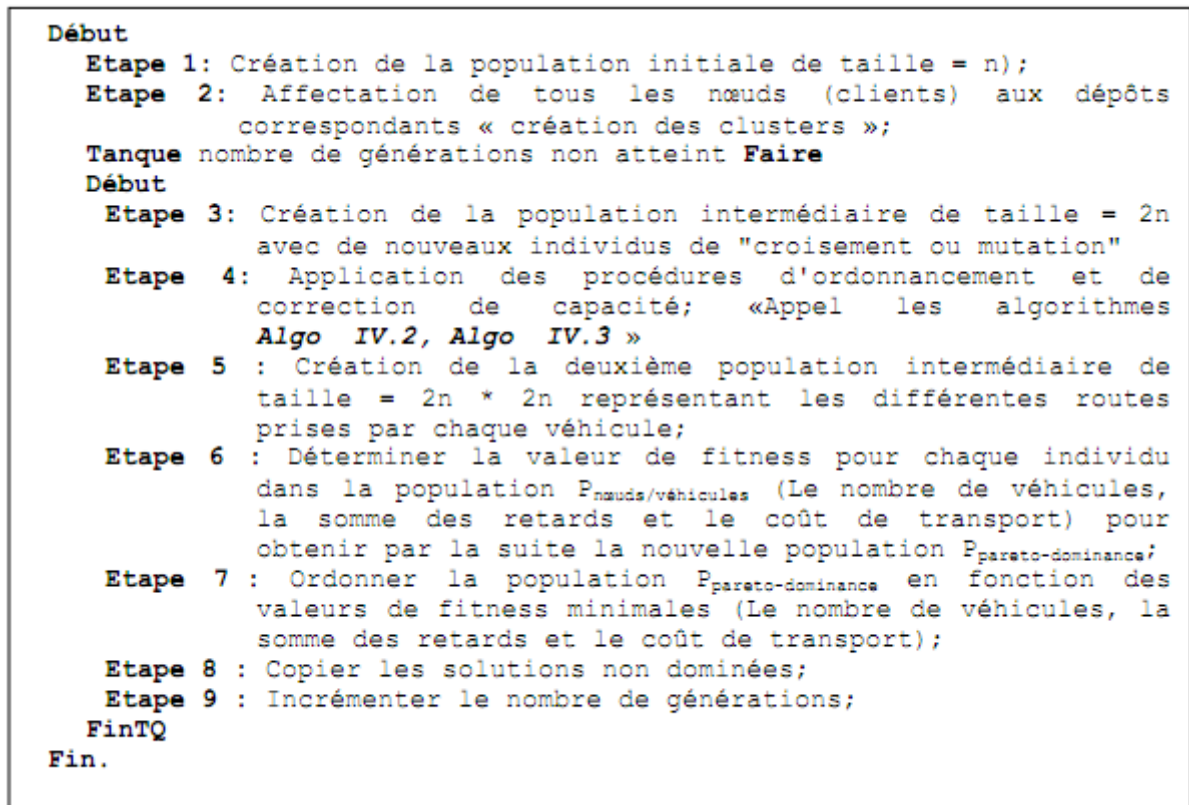 Début
Etape 1: Création de la population initiale de taille = n);
Etape 2: Affectation de tous les nœuds (clients) aux dépôts
correspondants « création des clusters »;
Tanque nombre de générations non atteint Faire
Début
Etape 3: Création de la population intermédiaire de taille = 2n
avec de nouveaux individus de "croisement ou mutation"
Etape 4: Application des procédures d'ordonnancement et de
correction de capacité; «Appel les algorithmes
Algo IV.2, Algo IV.3 »
Etape 5 : Création de la deuxième population intermédiaire de
taille = 2n * 2n représentant les différentes routes
prises par chaque véhicule;
Etape 6 : Déterminer la valeur de fitness pour chaque individu
dans la population Pnœuds/véhicules (Le nombre de véhicules,
la somme des retards et le coût de transport) pour
obtenir par la suite la nouvelle population Ppareto-dominance;
Etape 7 : Ordonner la population Ppareto-dominance en fonction des
valeurs de fitness minimales (Le nombre de véhicules, la
somme des retards et le coût de transport);
Etape 8 : Copier les solutions non dominées;
Etape 9 : Incrémenter le nombre de générations;
FinTQ
Fin.